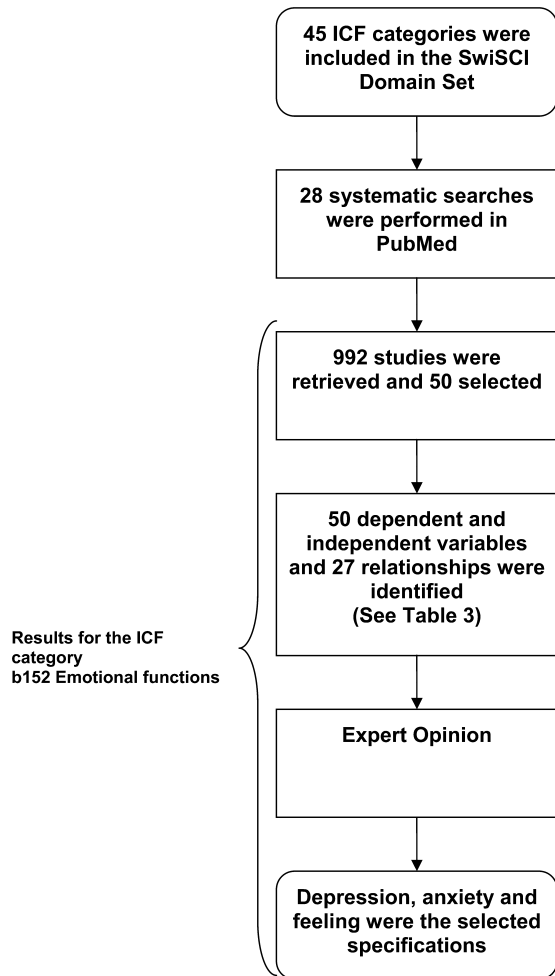 45 ICF categories were
included in the SwiSCI
Domain Set
28 systematic searches
were performed in
PubMed
992 studies were
retrieved and 50 selected
50 dependent and
independent variables
and 27 relationships were
identified
(See Table 3)
Results for the ICF
category
b152 Emotional functions
Expert Opinion
Depression, anxiety and
feeling were the selected
specifications